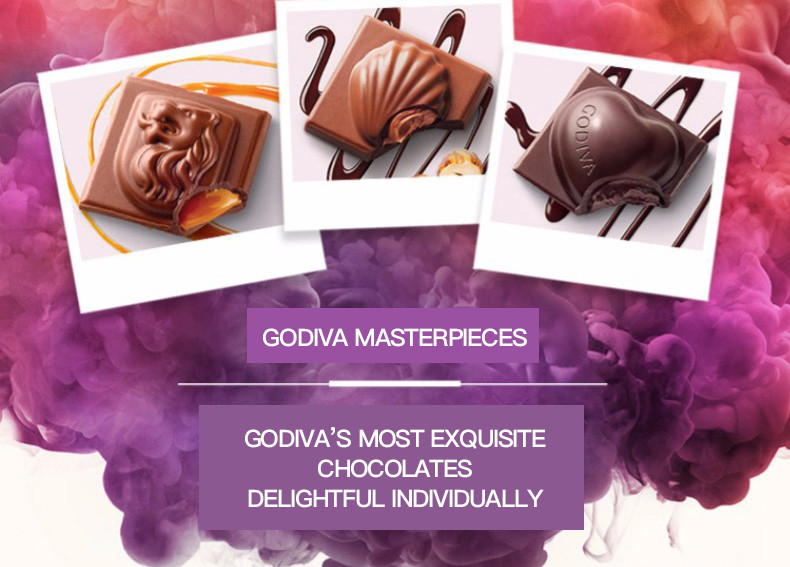 GODIVA
GODIVA MASTERPIECES
GODIVA’S MOST EXQUISITE
CHOCOLATES
DELIGHTFUL INDIVIDUALLY